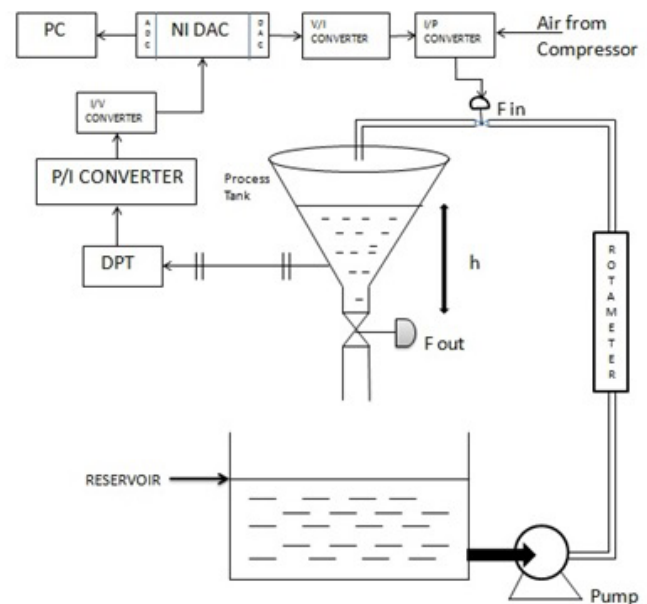 PC
ADC
NI DAC
DAC
V/I
CONVERTER
I/P
CONVERTER
Air from
Compressor
I/V
CONVERTER
F in
P/I CONVERTER
Process
Tank
DPT
h
ROTAMETER
F out
RESERVOIR
Pump